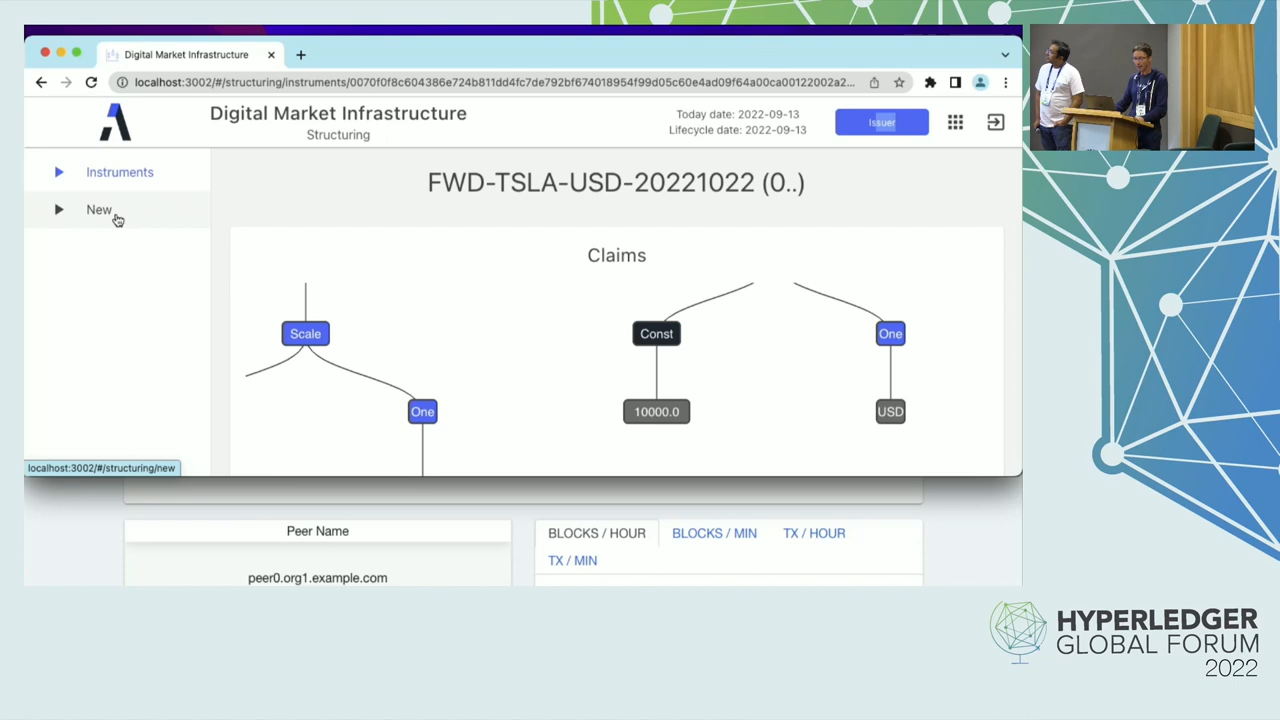 Digital Market Infrastructure
localhost:3002/#/structuring/instruments/0070f0f8c60438f6e724b811dd4fc7de792bf674018954f99d05c60e4ad09f64a00ca00122002a2...
Digital Market Infrastructure
Structuring
Today date: 2022-09-13
Lifecycle date: 2022-09-13
Issuer
Instruments
New
FWD-TSLA-USD-20221022 (0..)
Claims
Scale
Const
One
One
10000.0
USD
localhost:3002/#/structuring/new
Peer Name
BLOCKS / HOUR
BLOCKS / MIN
TX / HOUR
TX / MIN
peer0.org1.example.com
HYPERLEDGER
GLOBAL FORUM
2022